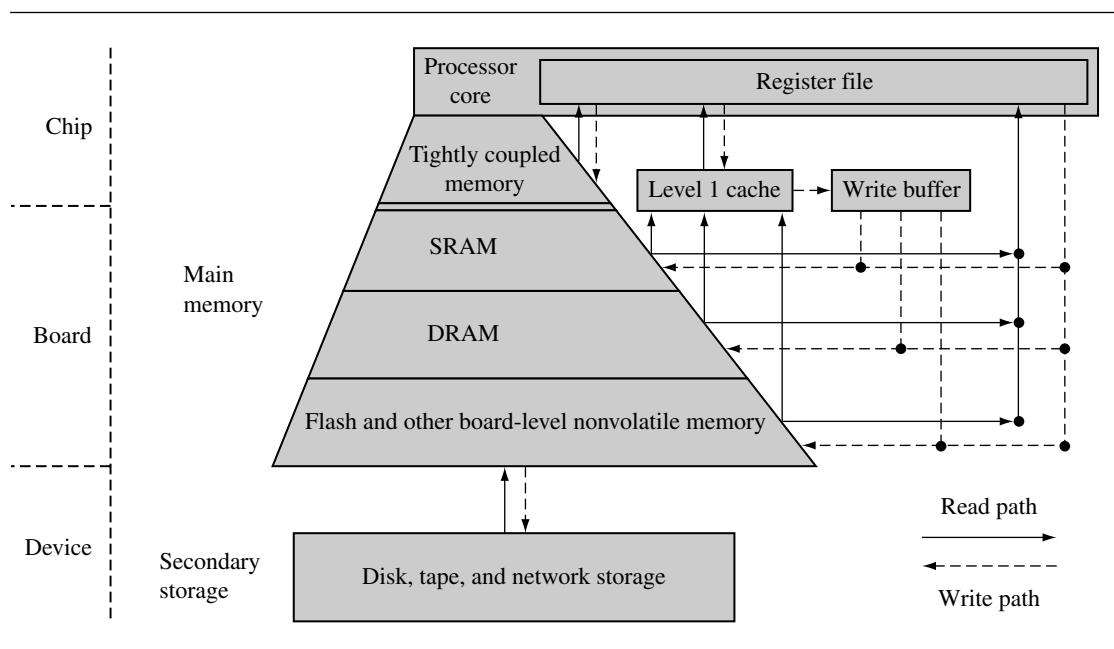 Processor
core
Register file
Chip
Tightly coupled
memory
Level 1 cache
Write buffer
SRAM
Main
memory
Board
DRAM
Flash and other board-level nonvolatile memory
Read path
Device
Secondary
storage
Disk, tape, and network storage
Write path